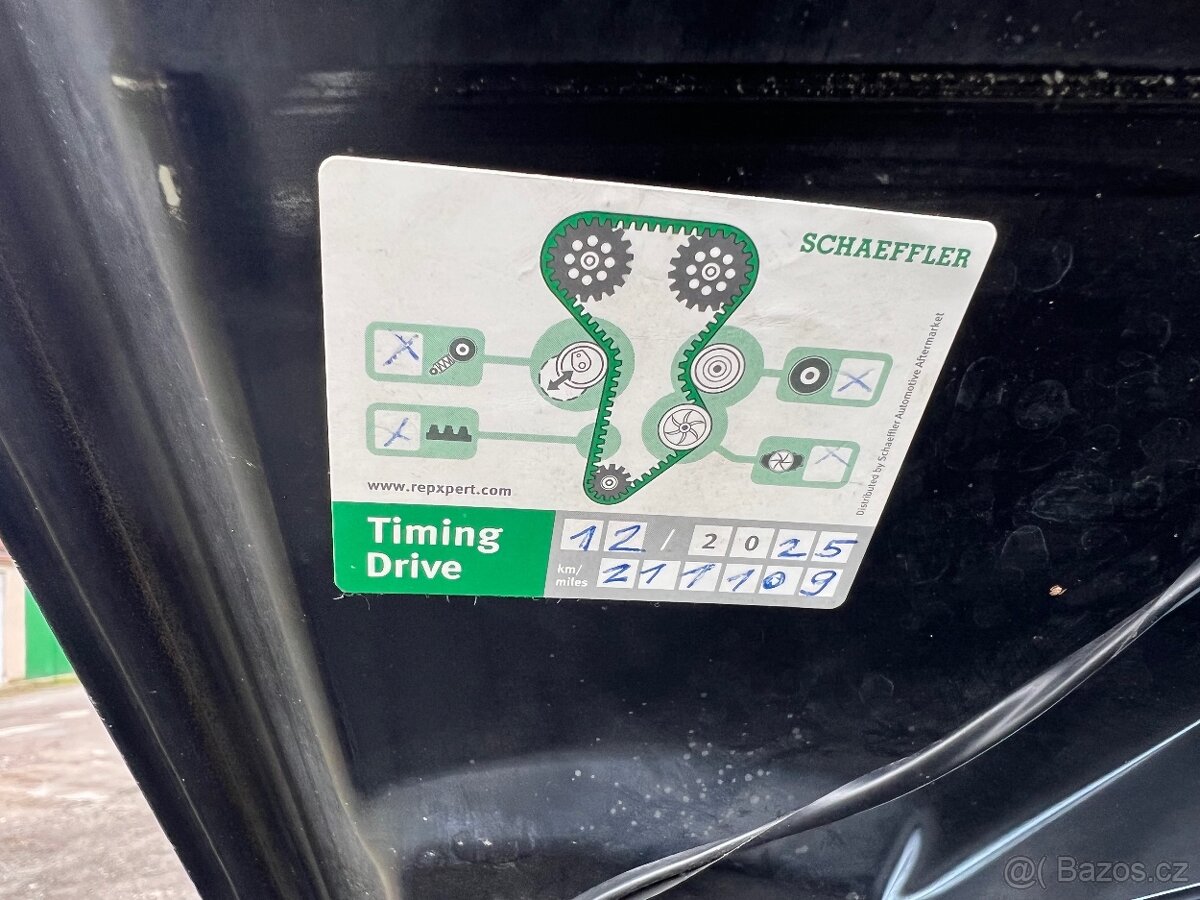 SCHAEFFLER
Distributed by Schaeffler Automotive Aftermarket
X
X
X
X
www.repxpert.com
Timing
Drive
12 / 2025
km/
miles
211109
@( Bazos.cz